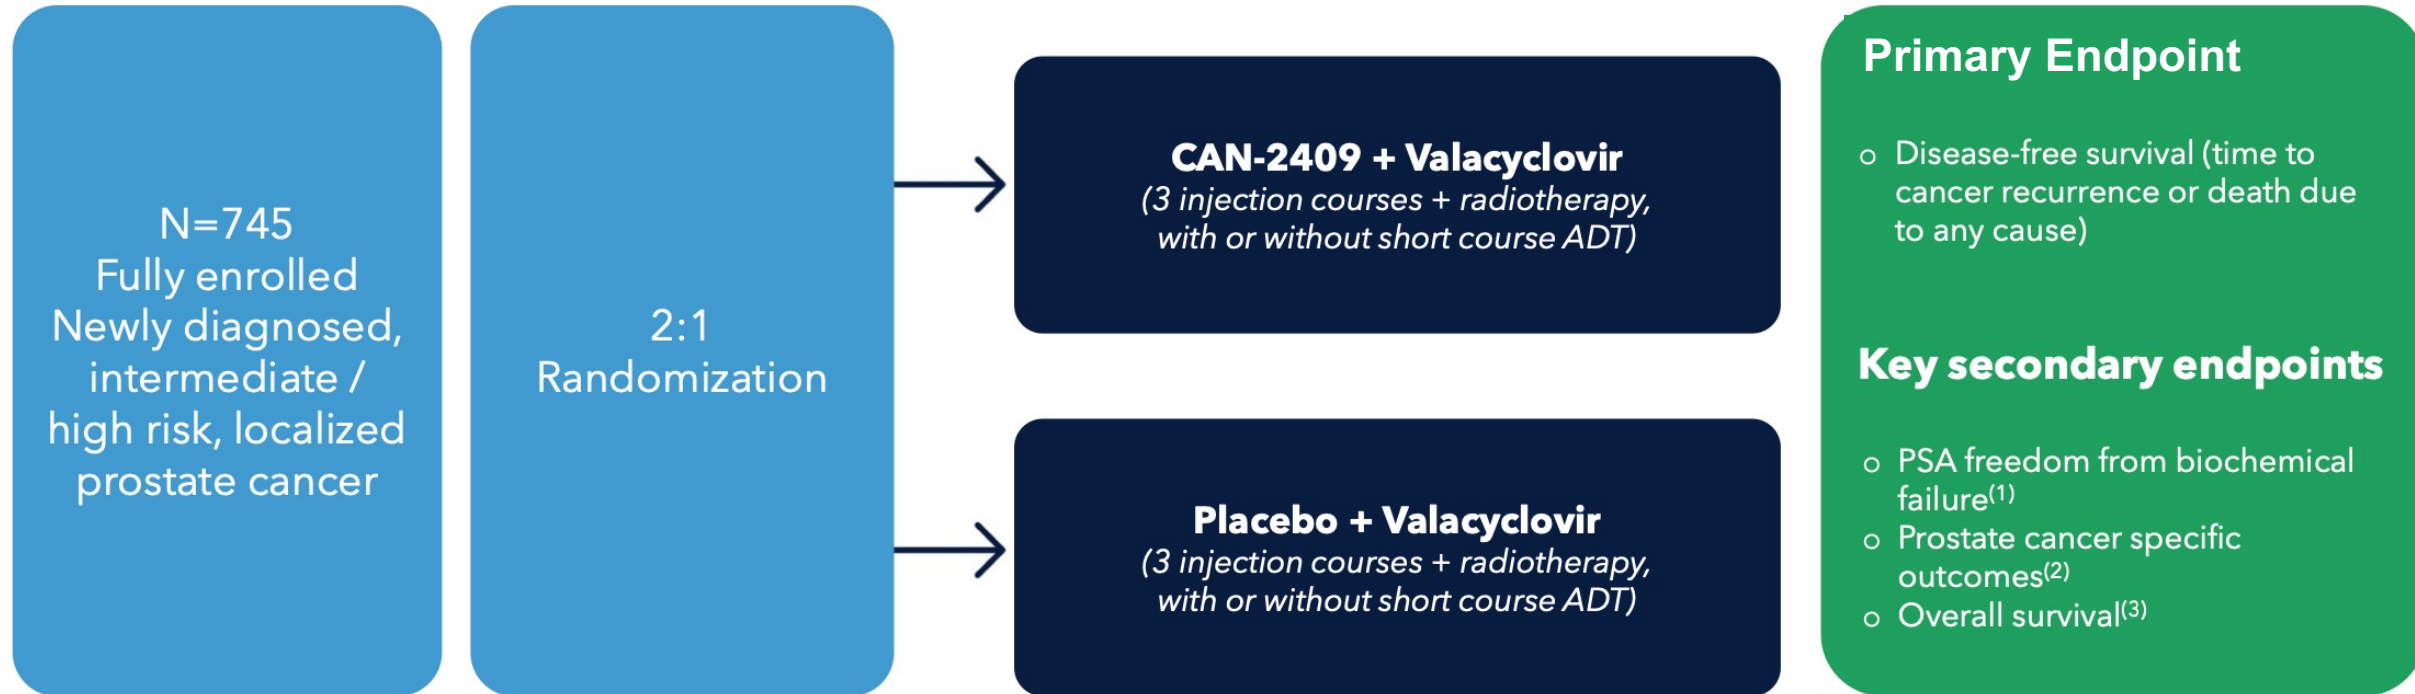 N=745
Fully enrolled
Newly diagnosed,
intermediate /
high risk, localized
prostate cancer
2:1
Randomization
CAN-2409 + Valacyclovir
(3 injection courses + radiotherapy,
with or without short course ADT)
Placebo + Valacyclovir
(3 injection courses + radiotherapy,
with or without short course ADT)
Primary Endpoint
o Disease-free survival (time to
cancer recurrence or death due
to any cause)
Key secondary endpoints
o PSA freedom from biochemical
failure(1)
o Prostate cancer specific
outcomes(2)
o Overall survival(3)